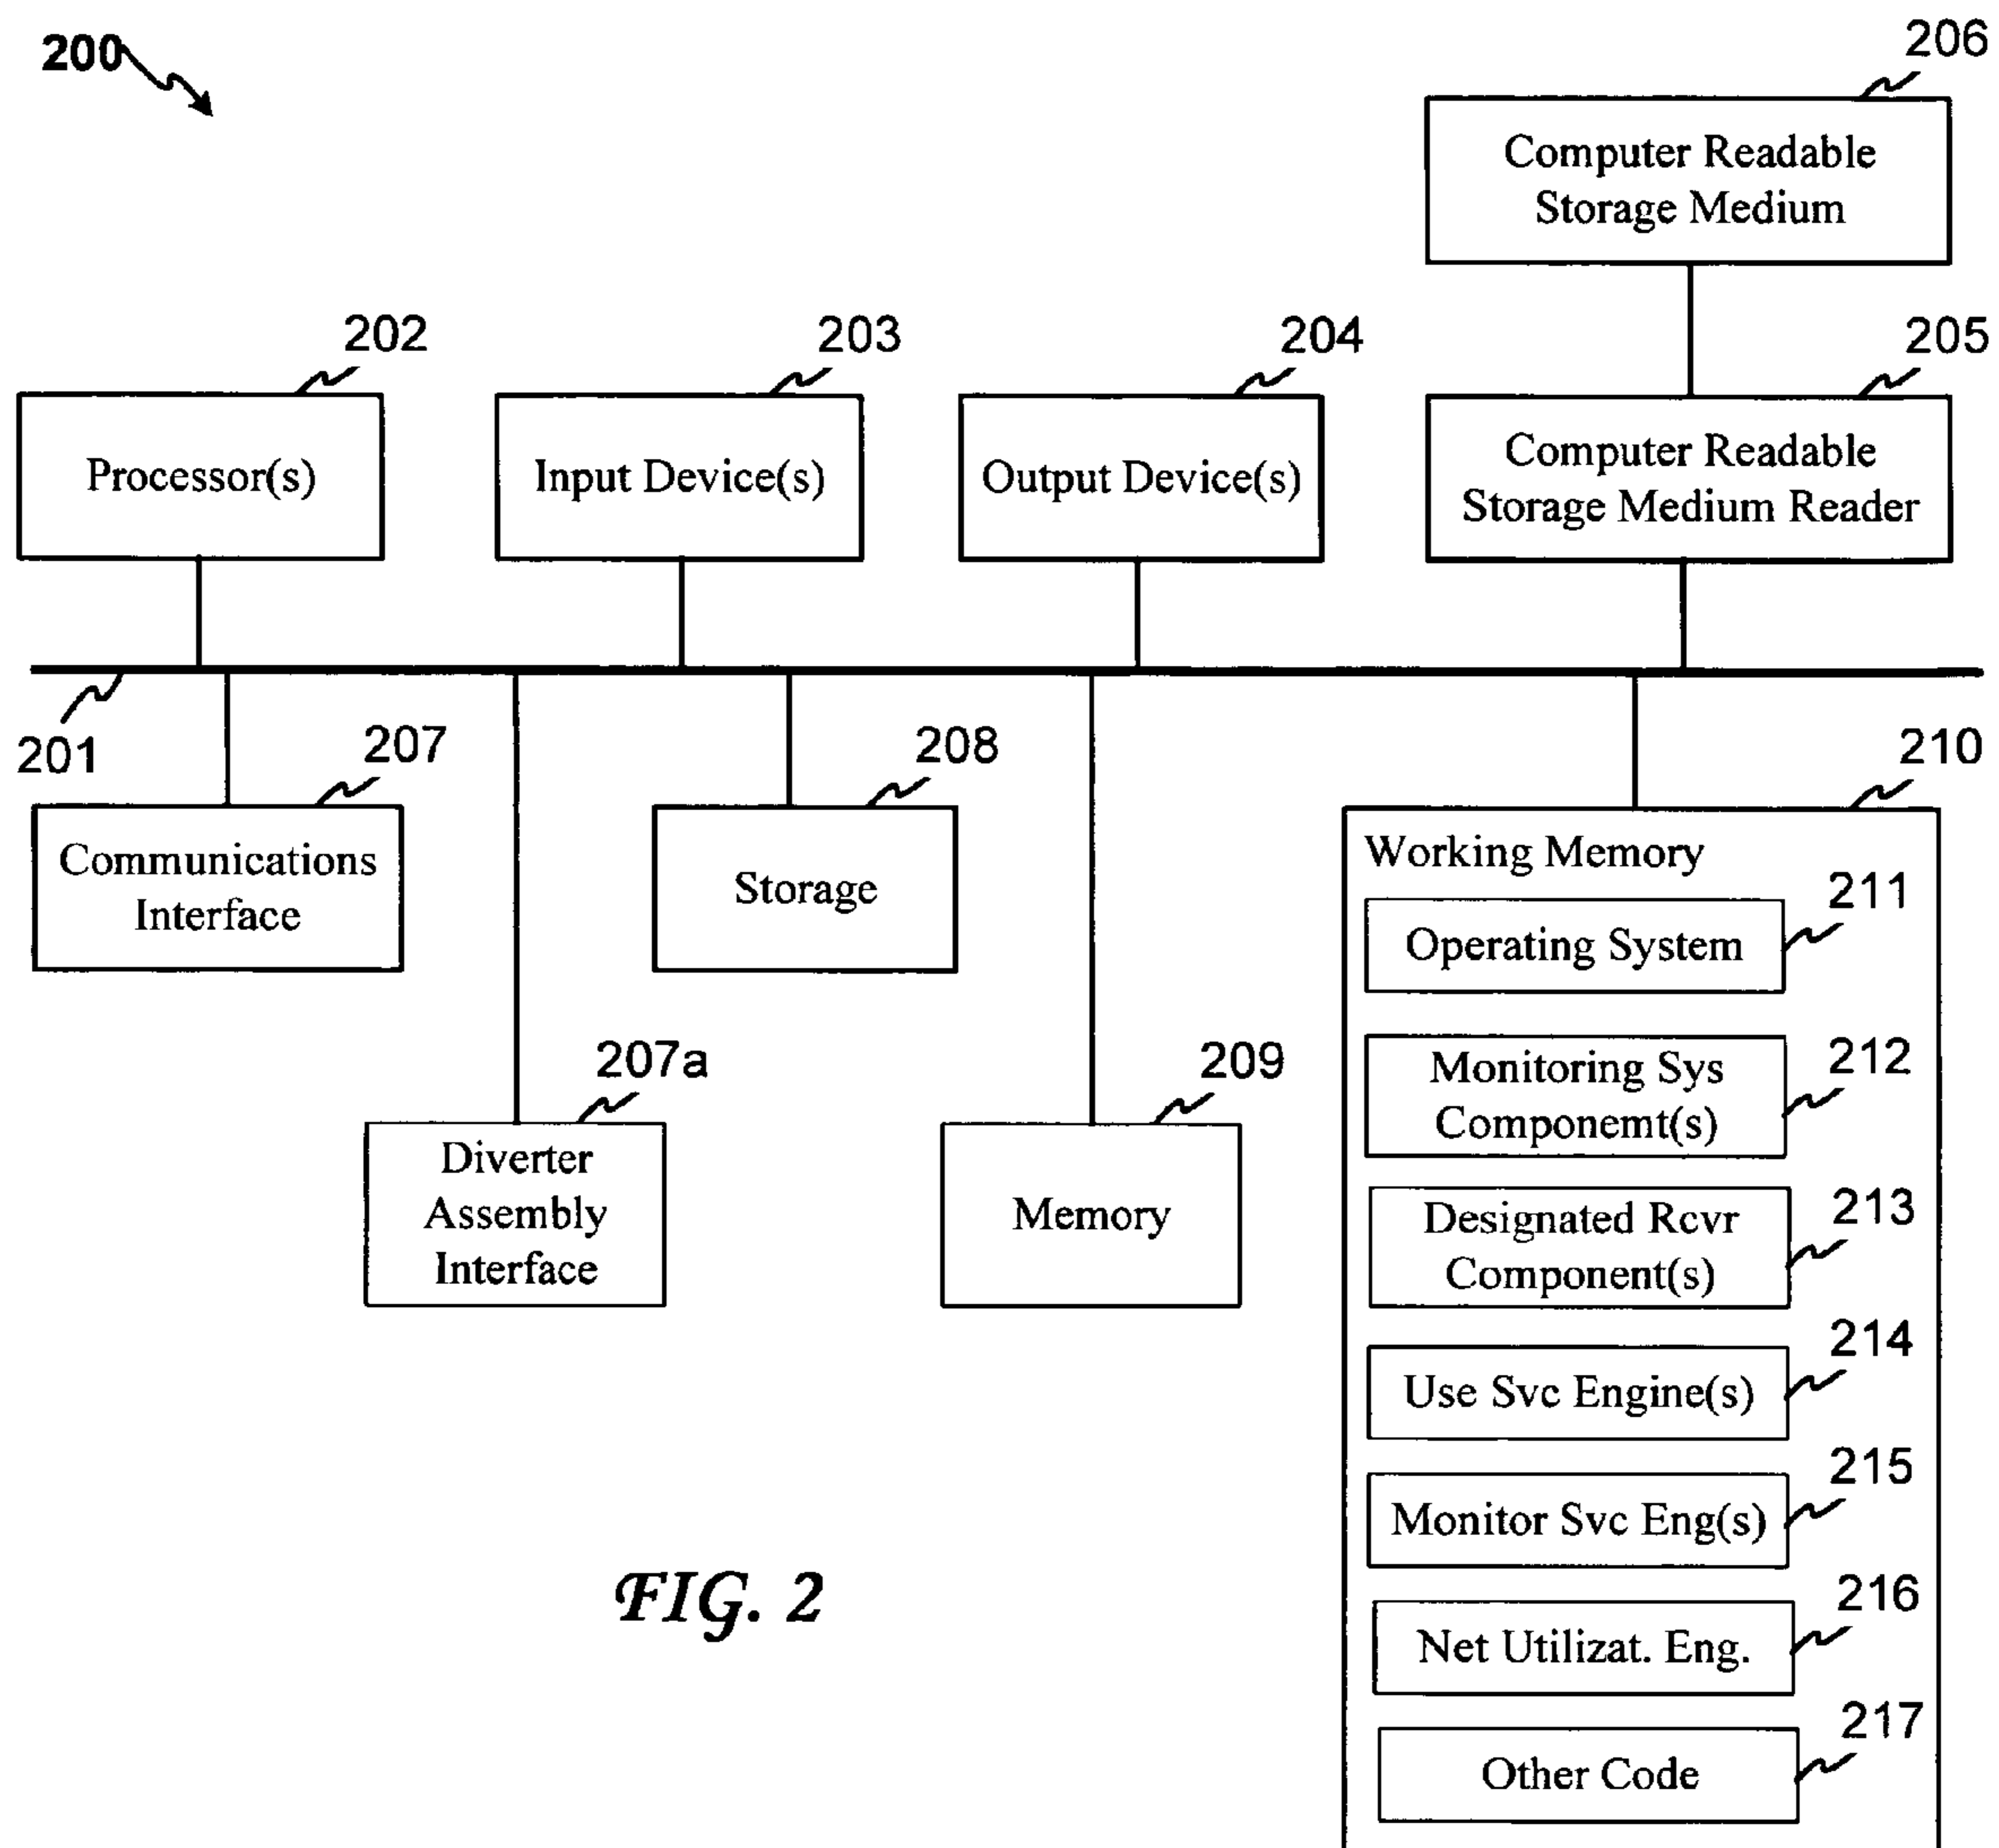 200
206
Computer Readable
Storage Medium
202
203
204
205
Processor(s)
Input Device(s)
Output Device(s)
Computer Readable
Storage Medium Reader
201
207
208
210
Communications
Interface
Storage
Working Memory
211
Operating System
207a
209
212
Diverter
Assembly
Interface
Memory
Monitoring Sys
Componemt(s)
213
Designated Rcvr
Component(s)
214
Use Svc Engine(s)
215
Monitor Svc Eng(s)
216
Net Utilizat. Eng.
217
Other Code
FIG. 2